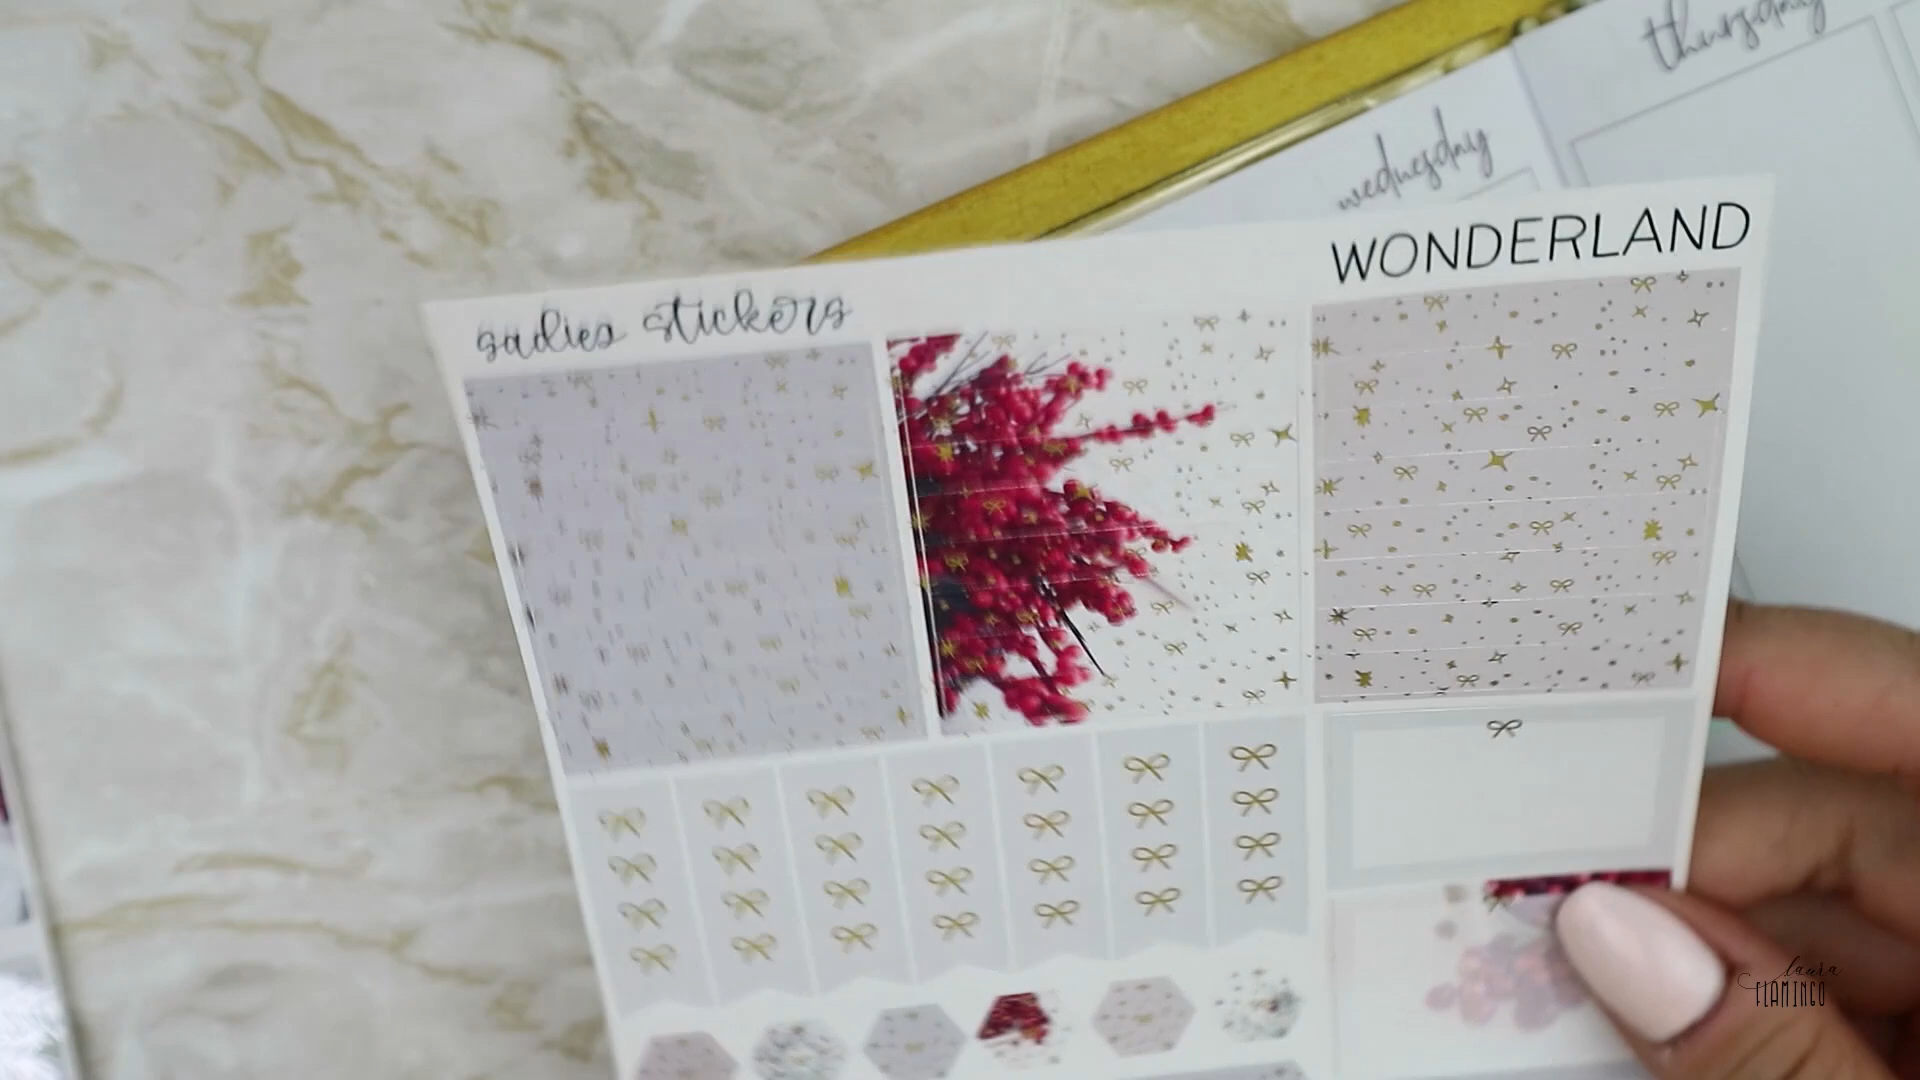 thursday
wednesday
WONDERLAND
sadies stickers
laura
FLAMINGO